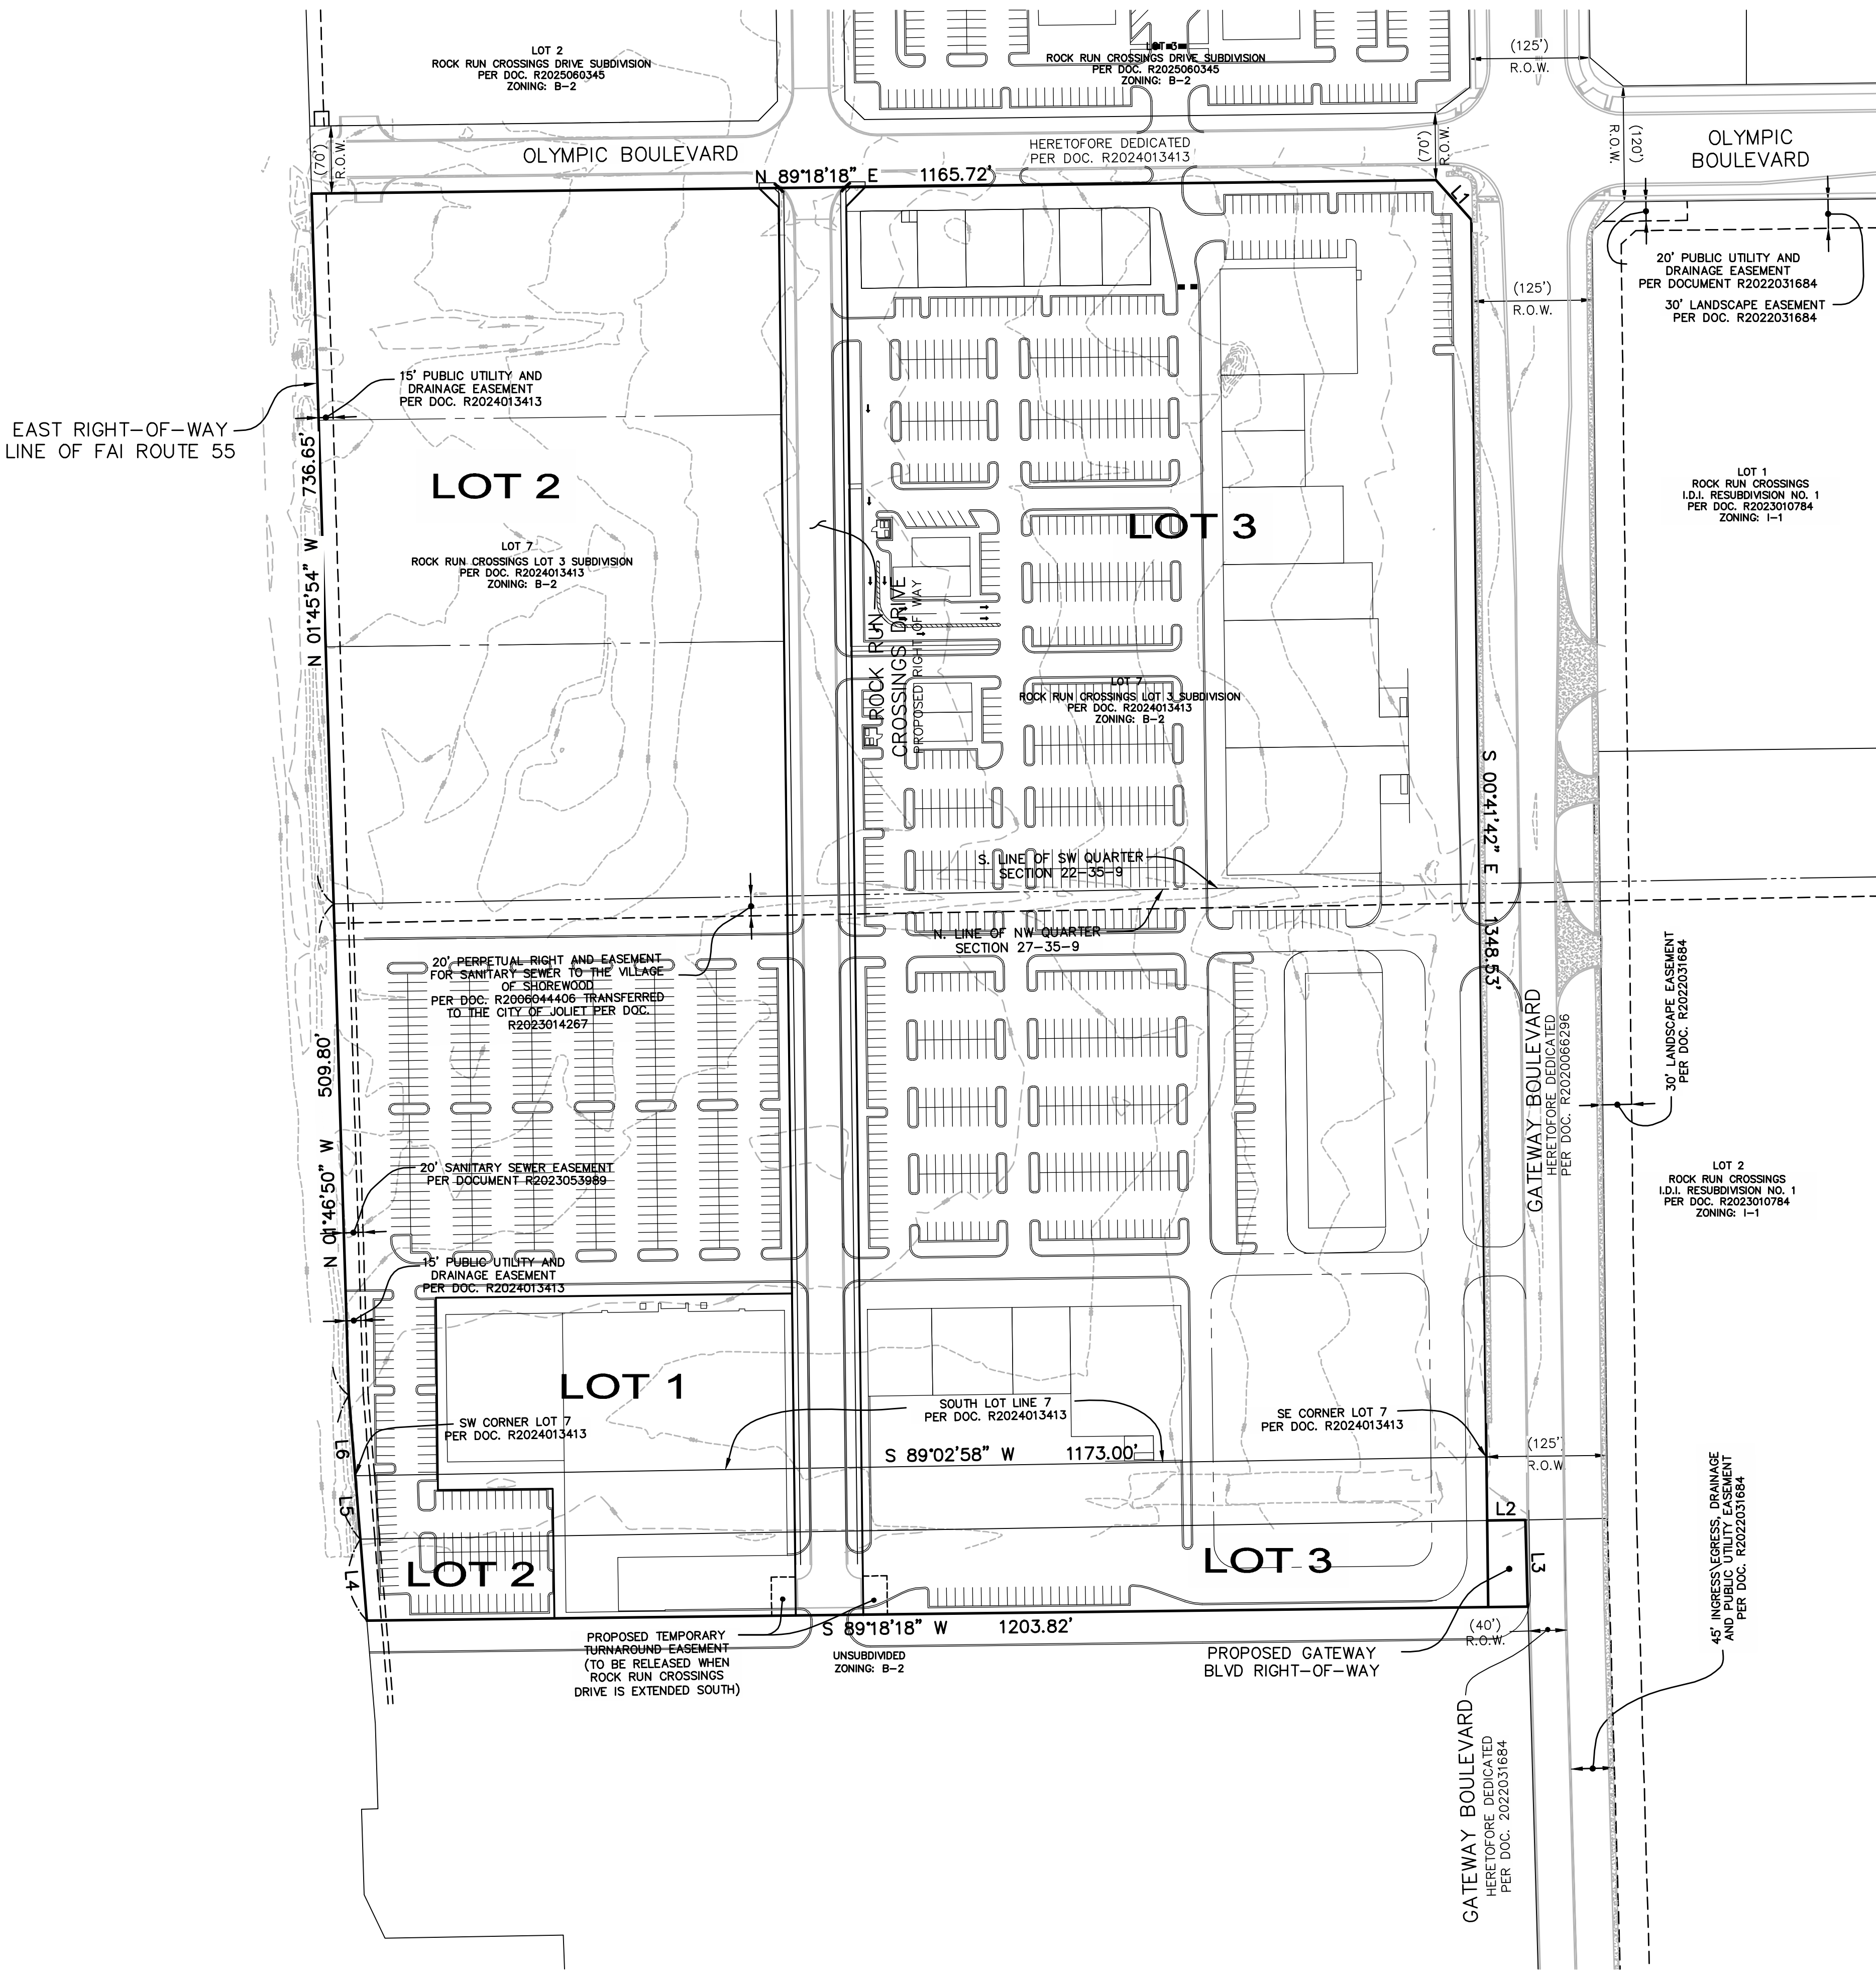 LOT 2
ROCK RUN CROSSINGS DRIVE SUBDIVISION
PER DOC. R2025060345
ZONING: B-2
LOT 3
ROCK RUN CROSSINGS DRIVE SUBDIVISION
PER DOC. R2025060345
ZONING: B-2
(125')
R.O.W.
(70')
R.O.W.
OLYMPIC BOULEVARD
HERETOFORE DEDICATED
PER DOC. R2024013413
(70')
R.O.W.
R.O.W.
(120')
OLYMPIC
BOULEVARD
N 89°18'18" E 1165.72'
L1
20' PUBLIC UTILITY AND
DRAINAGE EASEMENT
PER DOCUMENT R2022031684
30' LANDSCAPE EASEMENT
PER DOC. R2022031684
(125')
R.O.W.
15' PUBLIC UTILITY AND
DRAINAGE EASEMENT
PER DOC. R2024013413
EAST RIGHT-OF-WAY
LINE OF FAI ROUTE 55
N 01°45'54" W 736.65'
LOT 2
LOT 7
ROCK RUN CROSSINGS LOT 3 SUBDIVISION
PER DOC. R2024013413
ZONING: B-2
LOT 3
LOT 1
ROCK RUN CROSSINGS
I.D.I. RESUBDIVISION NO. 1
PER DOC. R2023010784
ZONING: I-1
ROCK RUN
CROSSINGS DRIVE
PROPOSED RIGHT OF WAY
LOT 7
ROCK RUN CROSSINGS LOT 3 SUBDIVISION
PER DOC. R2024013413
ZONING: B-2
S 00°41'42" E 1348.53'
S. LINE OF SW QUARTER
SECTION 22-35-9
N. LINE OF NW QUARTER
SECTION 27-35-9
20' PERPETUAL RIGHT AND EASEMENT
FOR SANITARY SEWER TO THE VILLAGE
OF SHOREWOOD
PER DOC. R2006044406 TRANSFERRED
TO THE CITY OF JOLIET PER DOC.
R2023014267
GATEWAY BOULEVARD
HERETOFORE DEDICATED
PER DOC. R2020066296
30' LANDSCAPE EASEMENT
PER DOC. R2022031684
N 01°46'50" W 509.80'
20' SANITARY SEWER EASEMENT
PER DOCUMENT R2023053989
LOT 2
ROCK RUN CROSSINGS
I.D.I. RESUBDIVISION NO. 1
PER DOC. R2023010784
ZONING: I-1
15' PUBLIC UTILITY AND
DRAINAGE EASEMENT
PER DOC. R2024013413
LOT 1
SW CORNER LOT 7
PER DOC. R2024013413
SOUTH LOT LINE 7
PER DOC. R2024013413
SE CORNER LOT 7
PER DOC. R2024013413
L6
S 89°02'58" W 1173.00'
(125')
R.O.W.
L5
L2
45' INGRESS\EGRESS, DRAINAGE
AND PUBLIC UTILITY EASEMENT
PER DOC. R2022031684
L4
LOT 2
LOT 3
L3
S 89°18'18" W 1203.82'
(40')
R.O.W.
PROPOSED TEMPORARY
TURNAROUND EASEMENT
(TO BE RELEASED WHEN
ROCK RUN CROSSINGS
DRIVE IS EXTENDED SOUTH)
UNSUBDIVIDED
ZONING: B-2
PROPOSED GATEWAY
BLVD RIGHT-OF-WAY
GATEWAY BOULEVARD
HERETOFORE DEDICATED
PER DOC. 2022031684